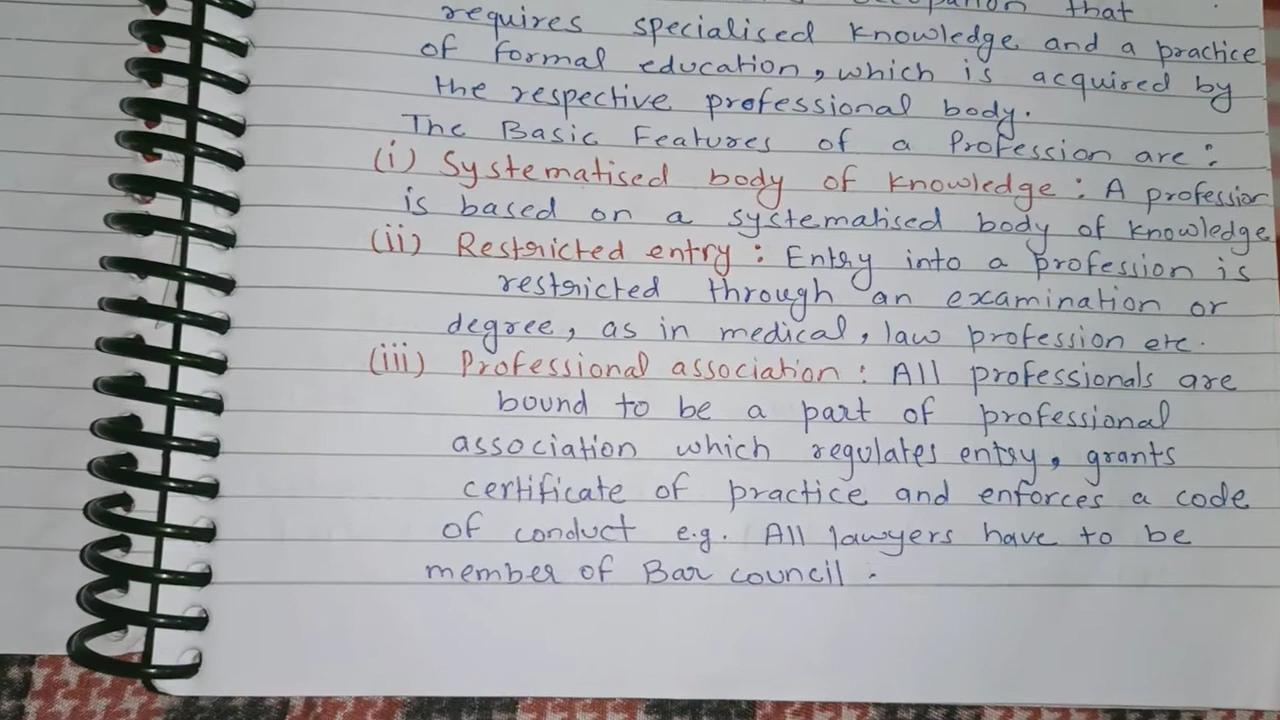 occupation that
requires specialised knowledge and a practice
of formal education, which is acquired by
the respective professional body.
The Basic Features of a Profession are:
(i) Systematised body of knowledge: A profession
is based on a systematised body of knowledge
(ii) Restricted entry: Entry into a profession is
restricted through an examination or
degree, as in medical, law profession etc.
(iii) Professional association: All professionals are
bound to be a part of professional
association which regulates entry, grants
certificate of practice and enforces a code
of conduct e.g. All lawyers have to be
member of Bar council.